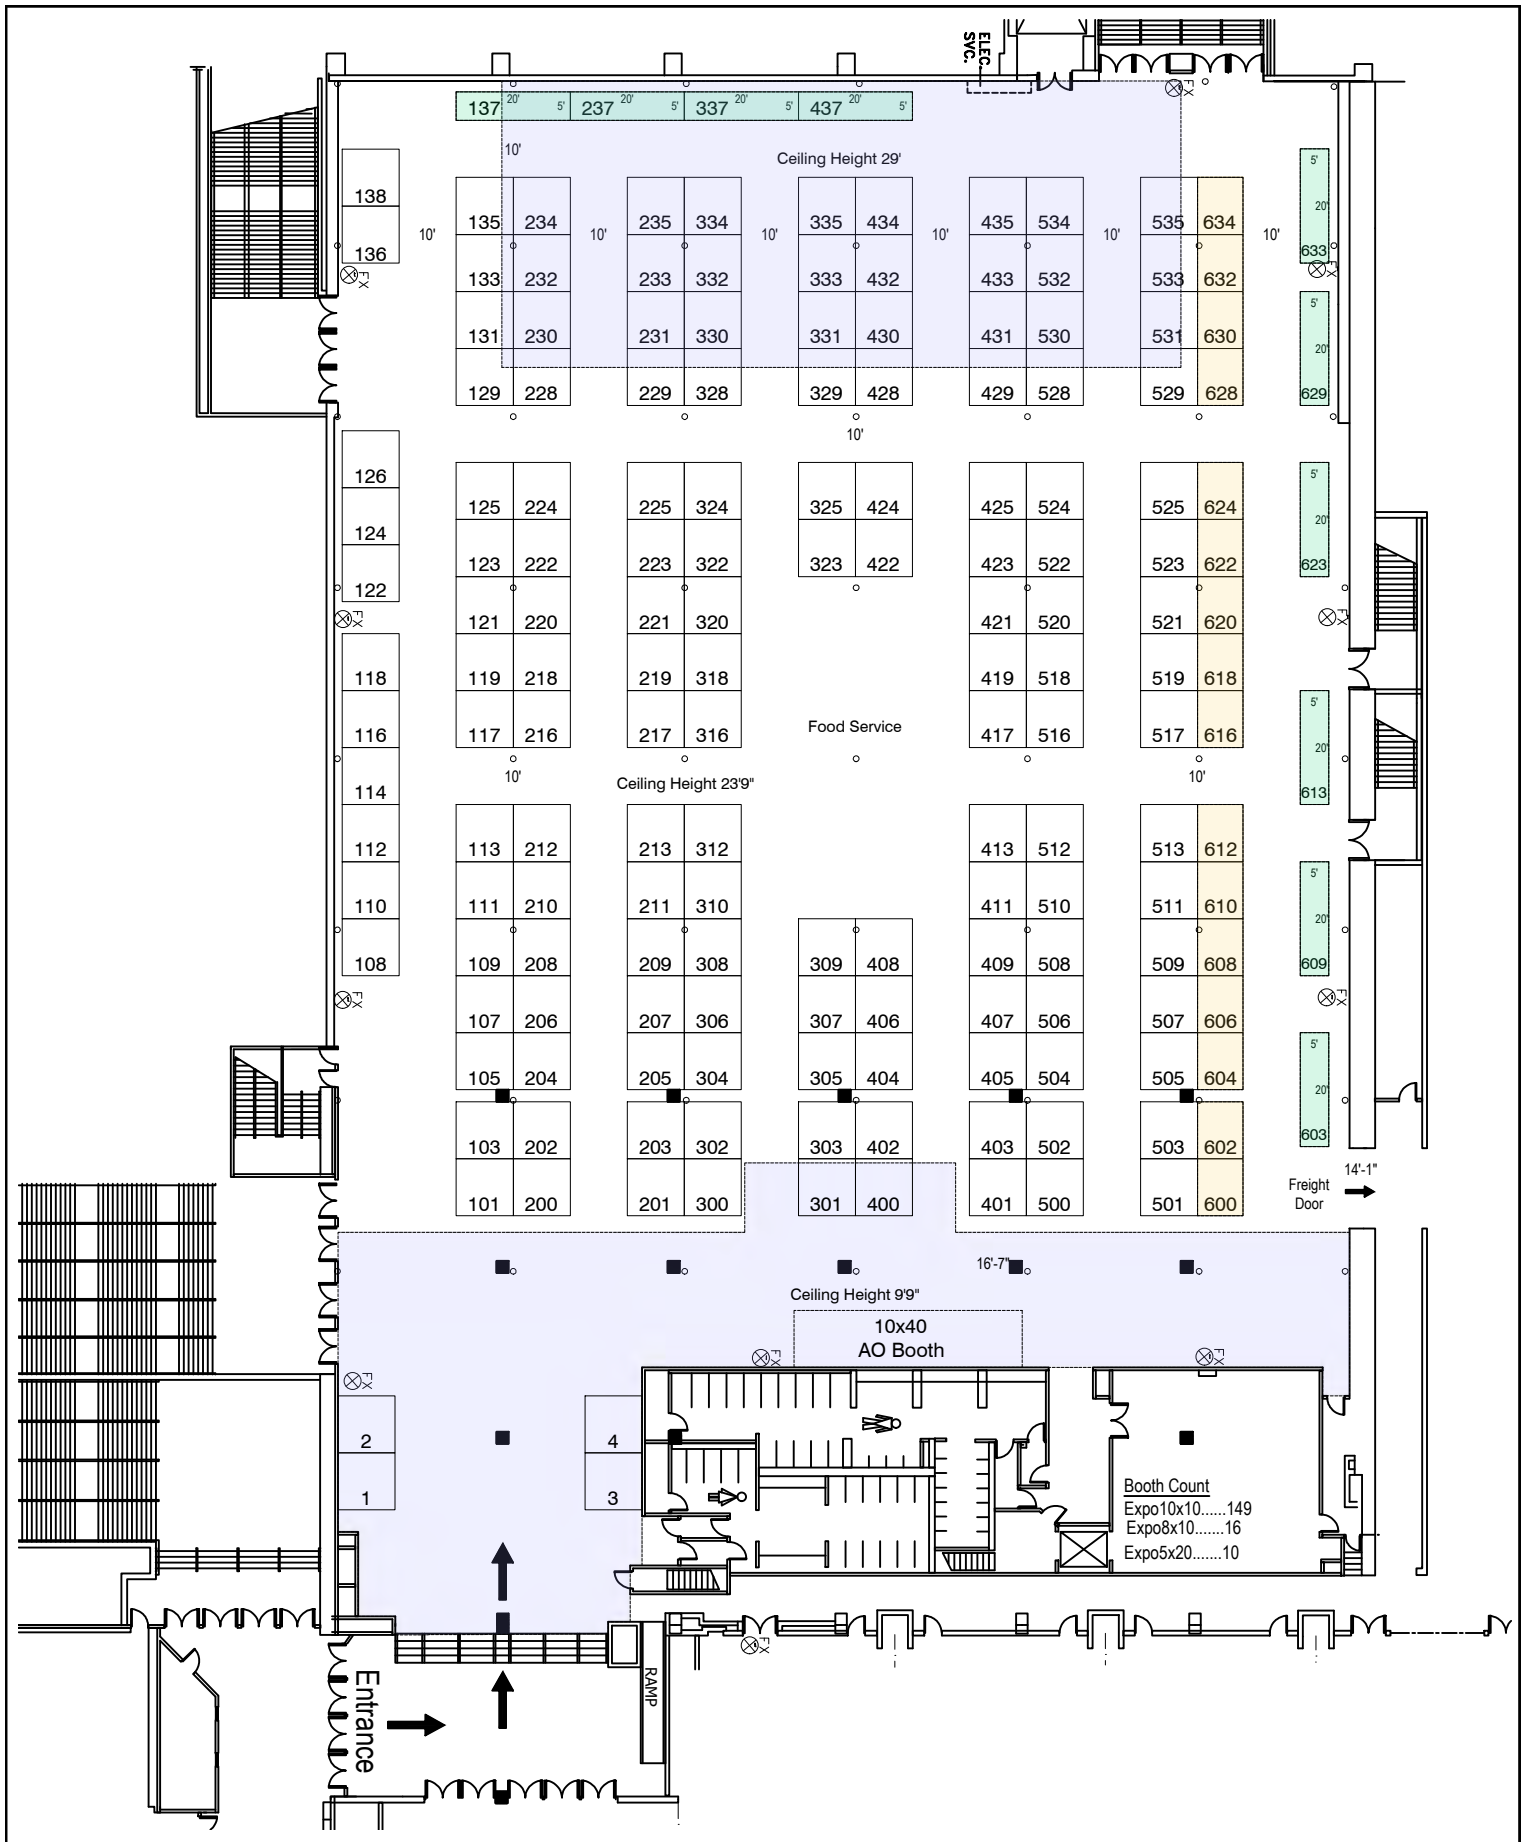 ELEC.
SVC.
FX
137 20' 5' 237 20' 5' 337 20' 5' 437 20' 5'
10'
Ceiling Height 29'
5'
138
135 234 235 334 335 434 435 534 535 634
20'
10' 10' 10' 10' 10' 10'
136
633
FX
FX
133 232 233 332 333 432 433 532 533 632
5'
131 230 231 330 331 430 431 530 531 630
20'
129 228 229 328 329 428 429 528 529 628
629
10'
126
5'
125 224 225 324 325 424 425 524 525 624
20'
124
123 222 223 322 323 422 423 522 523 622
623
122
FX
FX
121 220 221 320 421 520 521 620
118
119 218 219 318 419 518 519 618
5'
116
117 216 217 316 Food Service 417 516 517 616
20'
10' 10'
Ceiling Height 23'9"
114
613
112
113 212 213 312 413 512 513 612
5'
110
111 210 211 310 411 510 511 610
20'
108
109 208 209 308 309 408 409 508 509 608
609
FX
FX
107 206 207 306 307 406 407 506 507 606
5'
105 204 205 304 305 404 405 504 505 604
20'
603
103 202 203 302 303 402 403 502 503 602
14'-1"
Freight
Door
101 200 201 300 301 400 401 500 501 600
16'-7"
Ceiling Height 9'9"
10x40
AO Booth
FX
FX
FX
2 4
1 3
Booth Count
Expo10x10......149
Expo8x10.......16
Expo5x20.......10
FX
RAMP
Entrance